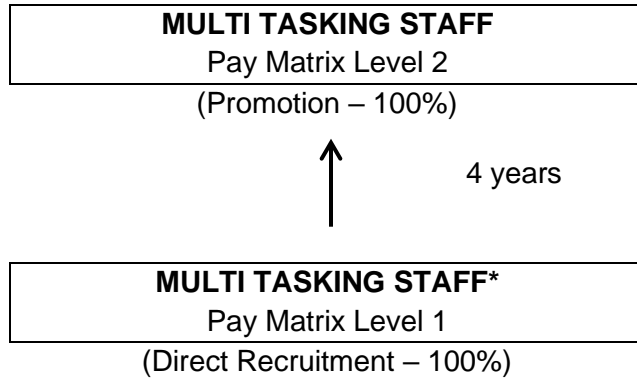 MULTI TASKING STAFF
Pay Matrix Level 2
(Promotion – 100%)
4 years
MULTI TASKING STAFF*
Pay Matrix Level 1
(Direct Recruitment – 100%)